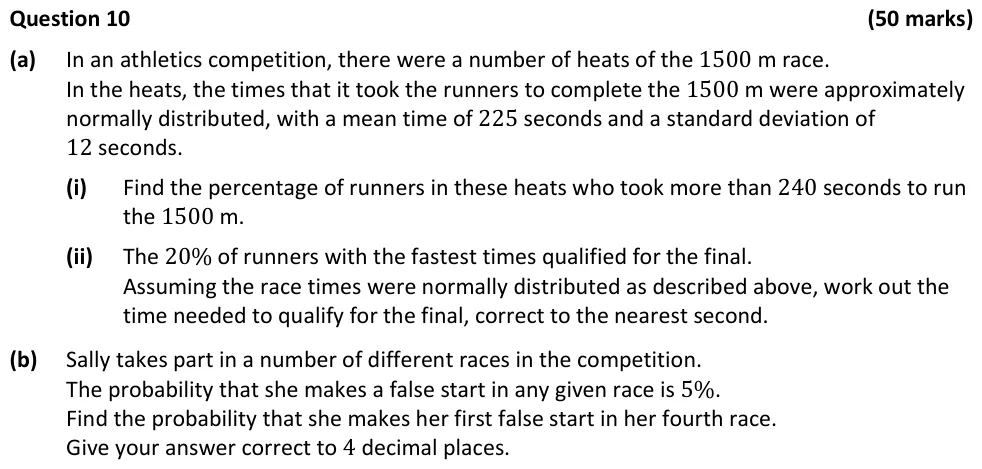 Question 10 (50 marks)
(a) In an athletics competition, there were a number of heats of the 1500 m race.
In the heats, the times that it took the runners to complete the 1500 m were approximately
normally distributed, with a mean time of 225 seconds and a standard deviation of
12 seconds.
(i) Find the percentage of runners in these heats who took more than 240 seconds to run
the 1500 m.
(ii) The 20% of runners with the fastest times qualified for the final.
Assuming the race times were normally distributed as described above, work out the
time needed to qualify for the final, correct to the nearest second.
(b) Sally takes part in a number of different races in the competition.
The probability that she makes a false start in any given race is 5%.
Find the probability that she makes her first false start in her fourth race.
Give your answer correct to 4 decimal places.